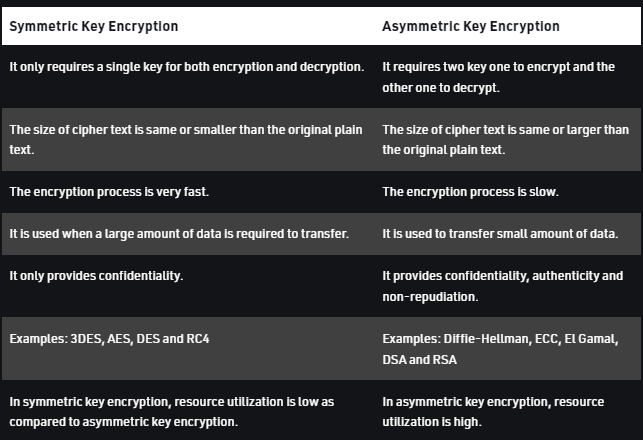 Symmetric Key Encryption
Asymmetric Key Encryption
It only requires a single key for both encryption and decryption.
It requires two key one to encrypt and the
other one to decrypt.
The size of cipher text is same or smaller than the original plain
text.
The size of cipher text is same or larger than
the original plain text.
The encryption process is very fast.
The encryption process is slow.
It is used when a large amount of data is required to transfer.
It is used to transfer small amount of data.
It only provides confidentiality.
It provides confidentiality, authenticity and
non-repudiation.
Examples: 3DES, AES, DES and RC4
Examples: Diffie-Hellman, ECC, El Gamal,
DSA and RSA
In symmetric key encryption, resource utilization is low as
compared to asymmetric key encryption.
In asymmetric key encryption, resource
utilization is high.